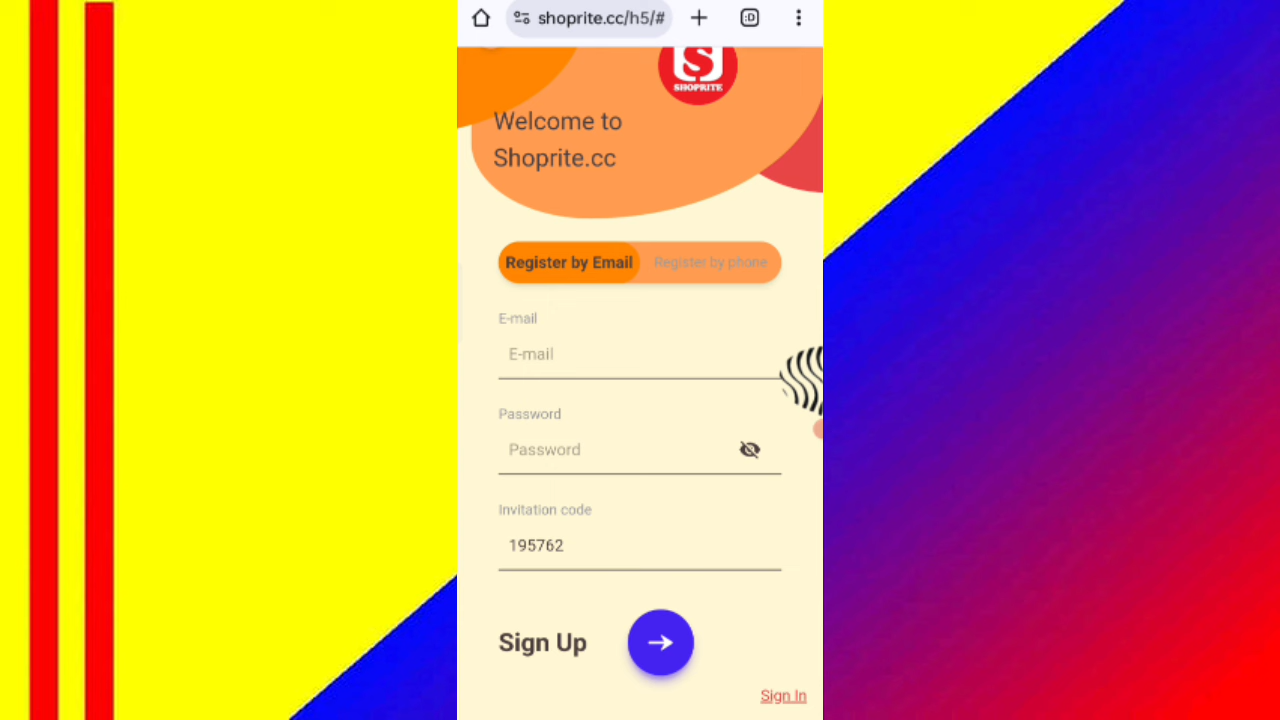 shoprite.cc/h5/#
:D
S
SHOPRITE
Welcome to
Shoprite.cc
Register by Email
Register by phone
E-mail
E-mail
Password
Password
Invitation code
195762
Sign Up
Sign In